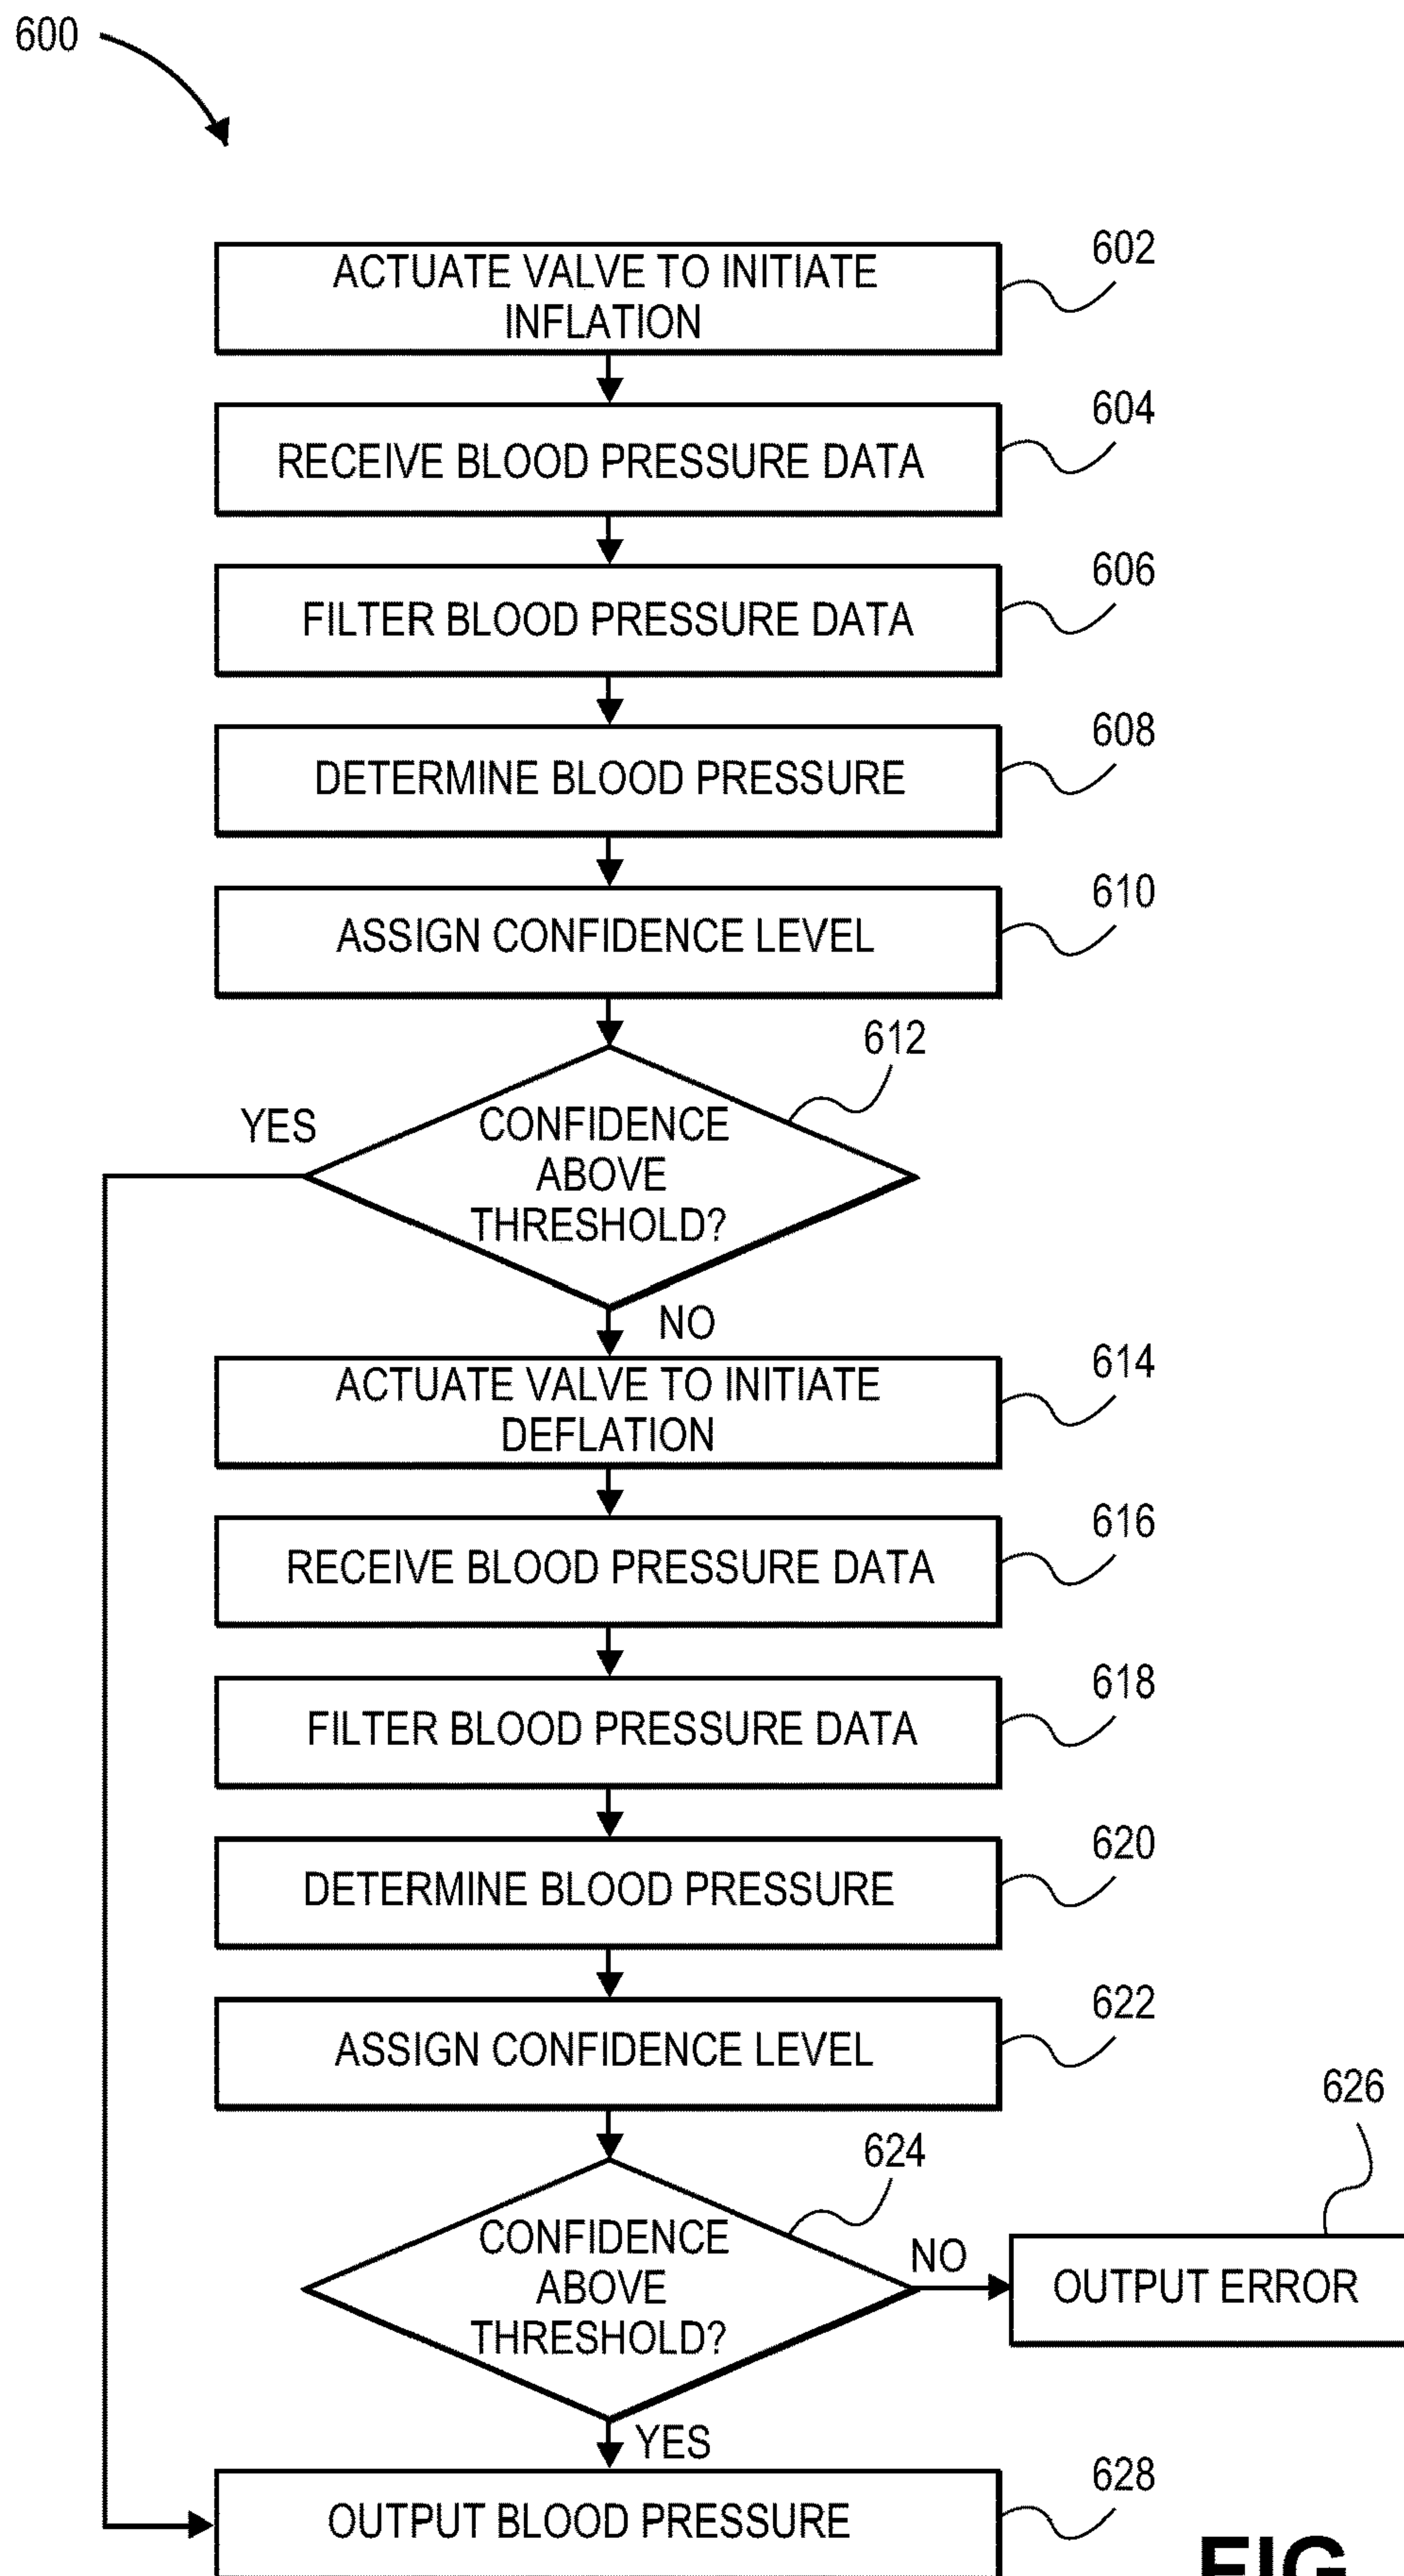 600
ACTUATE VALVE TO INITIATE
INFLATION
602
RECEIVE BLOOD PRESSURE DATA
604
FILTER BLOOD PRESSURE DATA
606
DETERMINE BLOOD PRESSURE
608
ASSIGN CONFIDENCE LEVEL
610
612
YES
CONFIDENCE
ABOVE
THRESHOLD?
NO
ACTUATE VALVE TO INITIATE
DEFLATION
614
RECEIVE BLOOD PRESSURE DATA
616
FILTER BLOOD PRESSURE DATA
618
DETERMINE BLOOD PRESSURE
620
ASSIGN CONFIDENCE LEVEL
622
624
CONFIDENCE
ABOVE
THRESHOLD?
NO
626
OUTPUT ERROR
YES
OUTPUT BLOOD PRESSURE
628
FIG